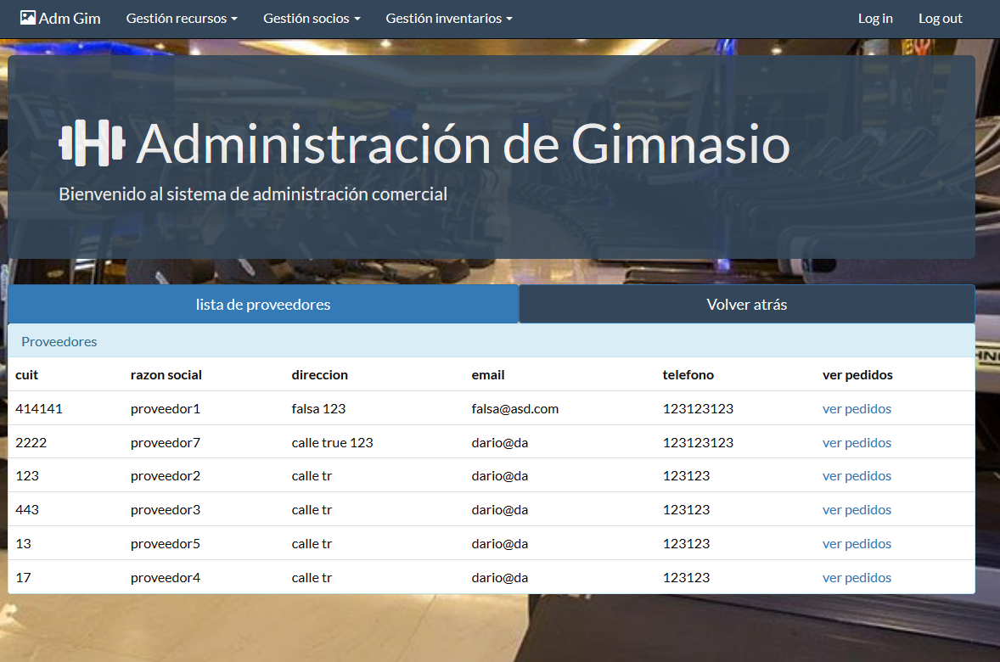 Adm Gim Gestión recursos Gestión socios Gestión inventarios Log in Log out
Administración de Gimnasio
Bienvenido al sistema de administración comercial
lista de proveedores Volver atrás
Proveedores
cuit razon social direccion email telefono ver pedidos
414141 proveedor1 falsa 123 falsa@asd.com 123123123 ver pedidos
2222 proveedor7 calle true 123 dario@da 123123123 ver pedidos
123 proveedor2 calle tr dario@da 123123 ver pedidos
443 proveedor3 calle tr dario@da 123123 ver pedidos
13 proveedor5 calle tr dario@da 123123 ver pedidos
17 proveedor4 calle tr dario@da 123123 ver pedidos